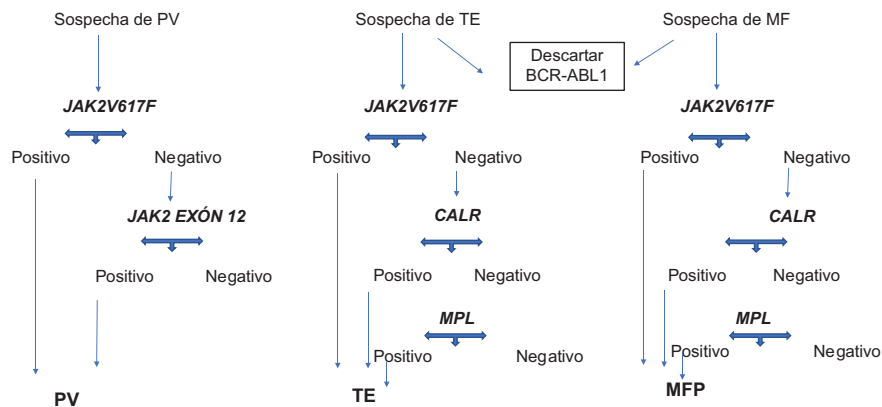 Sospecha de PV
Sospecha de TE
Sospecha de MF
Descartar
BCR-ABL1
JAK2V617F
JAK2V617F
JAK2V617F
Positivo
Negativo
Positivo
Negativo
Positivo
Negativo
JAK2 EXÓN 12
CALR
CALR
Positivo
Negativo
Positivo
Negativo
Positivo
Negativo
MPL
MPL
Positivo
Negativo
Positivo
Negativo
PV
TE
MFP